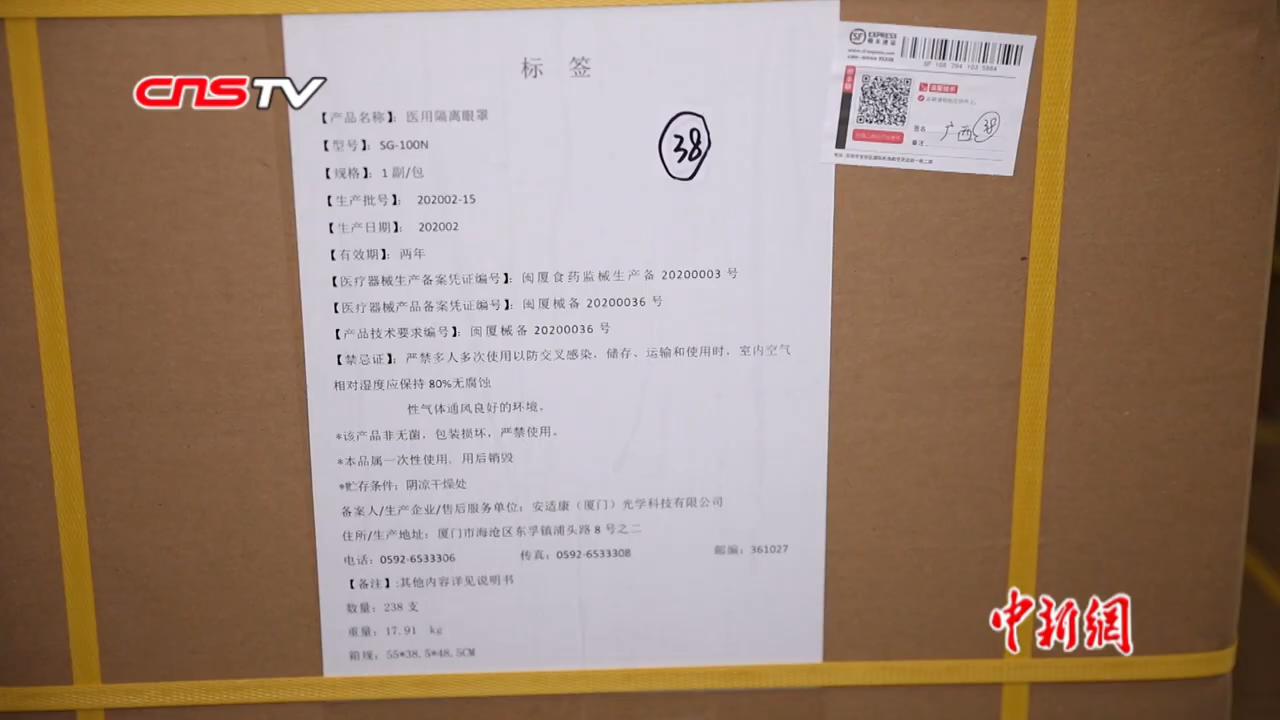 CNSTV
标 签
【产品名称】：医用隔离眼罩
38
【型号】：SG-100N
【规格】：1副/包
【生产批号】： 202002-15
【生产日期】： 202002
【有效期】：两年
【医疗器械生产备案凭证编号】：闽厦食药监械生产备 20200003 号
【医疗器械产品备案凭证编号】：闽厦械备 20200036 号
【产品技术要求编号】：闽厦械备 20200036 号
【禁忌证】：严禁多人多次使用以防交叉感染，储存、运输和使用时，室内空气
相对湿度应保持 80%无腐蚀
性气体通风良好的环境。
*该产品非无菌，包装损坏，严禁使用。
*本品属一次性使用，用后销毁
*贮存条件：阴凉干燥处
备案人/生产企业/售后服务单位：安适康（厦门）光学科技有限公司
住所/生产地址：厦门市海沧区东孚镇浦头路 8 号之二
电话：0592-6533306 传真：0592-6533308 邮编：361027
【备注】:其他内容详见说明书
数量：238 支
重量：17.91 kg
箱规：55*38.5*48.5CM
SF EXPRESS
顺丰速运
签名 广西 38
备注
中新網